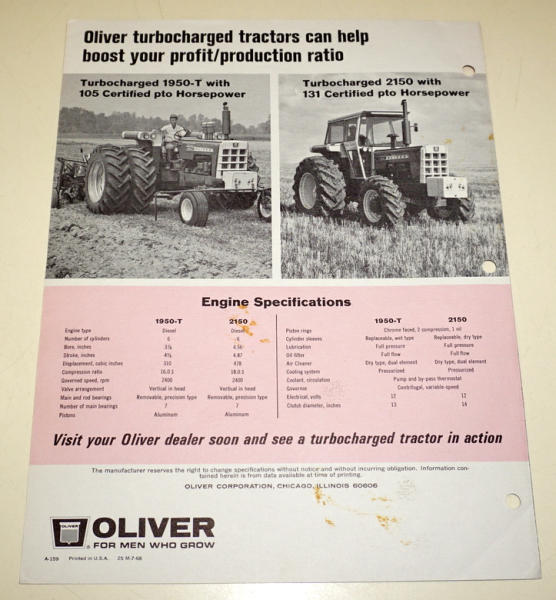 Oliver turbocharged tractors can help
boost your profit/production ratio
Turbocharged 1950-T with
105 Certified pto Horsepower
Turbocharged 2150 with
131 Certified pto Horsepower
Engine Specifications
1950-T 2150
Engine type Diesel Diesel
Number of cylinders 6 6
Bore, inches 4.56
Stroke, inches 4.87
Displacement, cubic inches 310 478
Compression ratio 16.0:1 18.0:1
Governed speed, rpm 2400 2400
Valve arrangement Vertical in head Vertical in head
Main and rod bearings Removable, precision type Removable, precision type
Number of main bearings 7 7
Pistons Aluminum Aluminum
1950-T 2150
Piston rings Chrome faced, 2 compression, 1 oil
Cylinder sleeves Replaceable, wet type Replaceable, dry type
Lubrication Full pressure Full pressure
Oil filter Full flow Full flow
Air Cleaner Dry type, dual element Dry type, dual element
Cooling system Pressurized Pressurized
Coolant, circulation Pump and by-pass thermostat
Governor Centrifugal, variable-speed
Electrical, volts 12 12
Clutch diameter, inches 13 14
Visit your Oliver dealer soon and see a turbocharged tractor in action
The manufacturer reserves the right to change specifications without notice and without incurring obligation. Information con-
tained herein is from data available at time of printing.
OLIVER CORPORATION, CHICAGO, ILLINOIS 60606
OLIVER
OLIVER
FOR MEN WHO GROW
A-159 Printed in U.S.A. 25 M-7-68